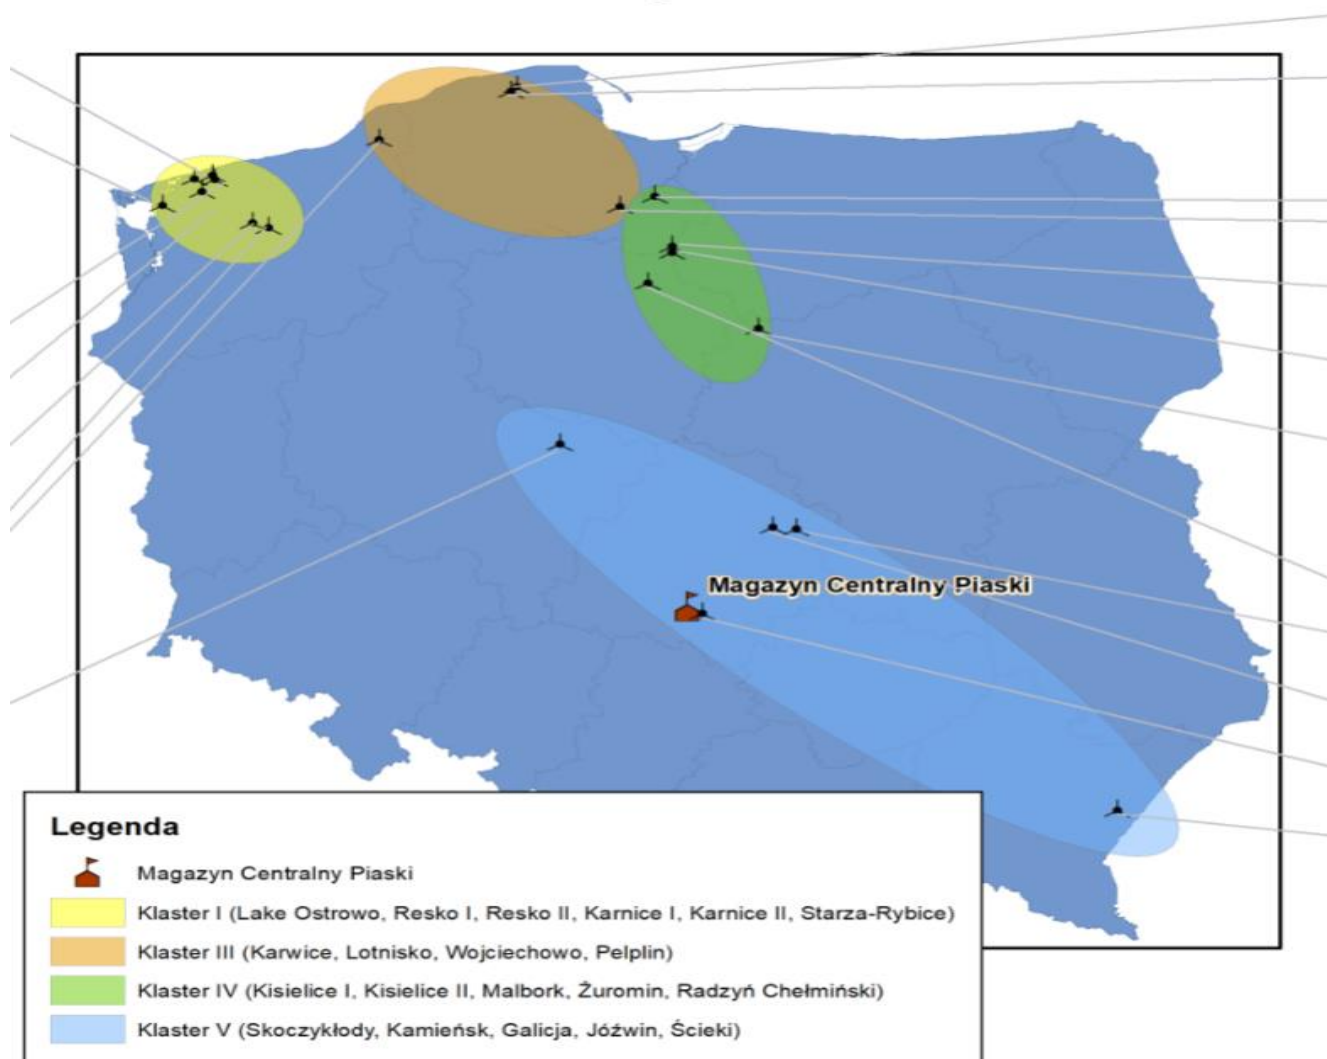 Magazyn Centralny Piaski
Legenda
Magazyn Centralny Piaski
Klaster I (Lake Ostrowo, Resko I, Resko II, Karnice I, Karnice II, Starza-Rybice)
Klaster III (Karwice, Lotnisko, Wojciechowo, Pelplin)
Klaster IV (Kisielice I, Kisielice II, Malbork, Żuromin, Radzyń Chełmiński)
Klaster V (Skoczykłody, Kamieńsk, Galicja, Jóźwin, Ścieki)